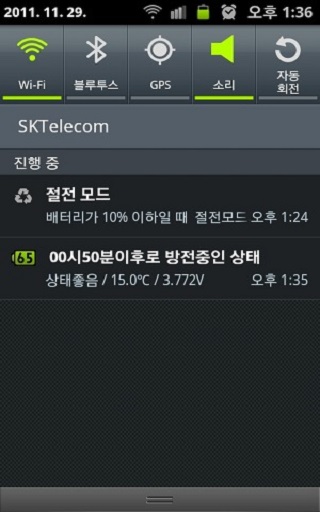 2011. 11. 29. 오후 1:36
Wi-Fi 블루투스 GPS 소리 자동
회전
SKTelecom
진행 중
절전 모드
배터리가 10% 이하일 때 절전모드 오후 1:24
65 00시50분이후로 방전중인 상태
상태좋음 / 15.0℃ / 3.772V 오후 1:35